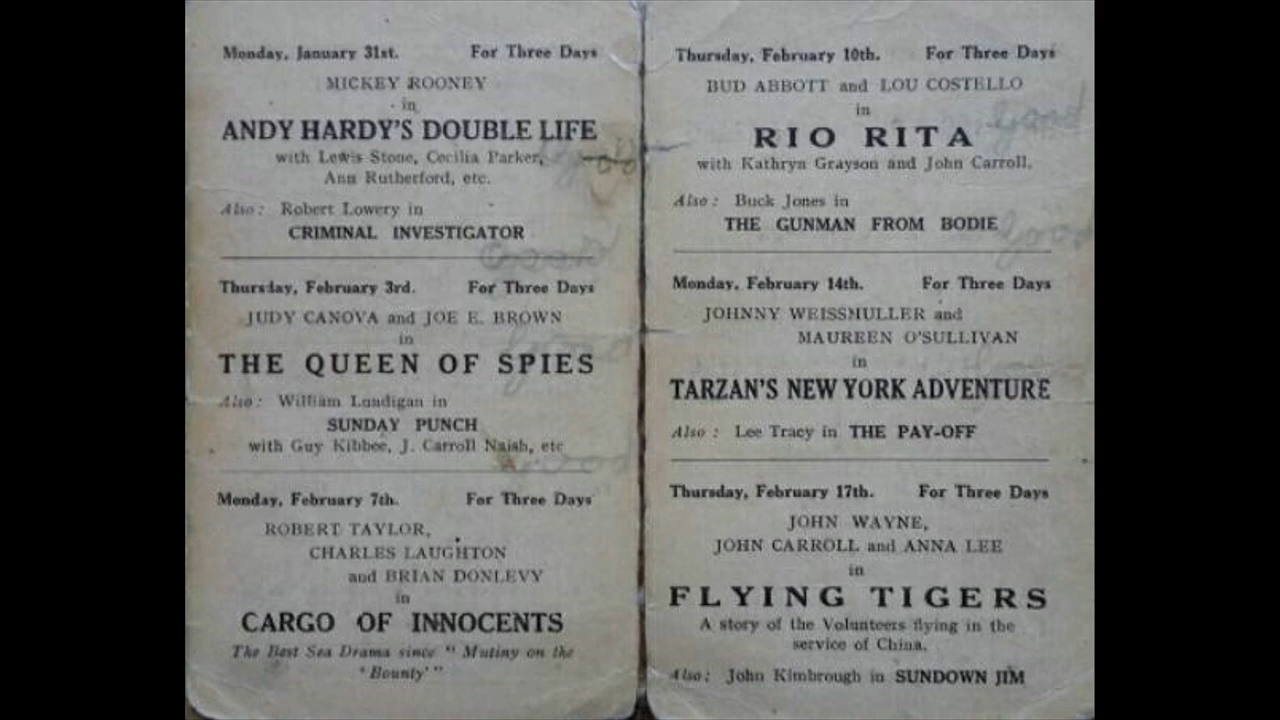 Monday, January 31st. For Three Days
MICKEY ROONEY
in
ANDY HARDY'S DOUBLE LIFE
with Lewis Stone, Cecilia Parker,
Ann Rutherford, etc.
Also: Robert Lowery in
CRIMINAL INVESTIGATOR
Thursday, February 3rd. For Three Days
JUDY CANOVA and JOE E. BROWN
in
THE QUEEN OF SPIES
Also: William Lundigan in
SUNDAY PUNCH
with Guy Kibbee, J. Carroll Naish, etc
Monday, February 7th. For Three Days
ROBERT TAYLOR,
CHARLES LAUGHTON
and BRIAN DONLEVY
in
CARGO OF INNOCENTS
The Best Sea Drama since "Mutiny on the
'Bounty'"
Thursday, February 10th. For Three Days
BUD ABBOTT and LOU COSTELLO
in
RIO RITA
with Kathryn Grayson and John Carroll.
Also: Buck Jones in
THE GUNMAN FROM BODIE
Monday, February 14th. For Three Days
JOHNNY WEISSMULLER and
MAUREEN O'SULLIVAN
in
TARZAN'S NEW YORK ADVENTURE
Also: Lee Tracy in THE PAY-OFF
Thursday, February 17th. For Three Days
JOHN WAYNE,
JOHN CARROLL and ANNA LEE
in
FLYING TIGERS
A story of the Volunteers flying in the
service of China.
Also: John Kimbrough in SUNDOWN JIM
good
good
good
good